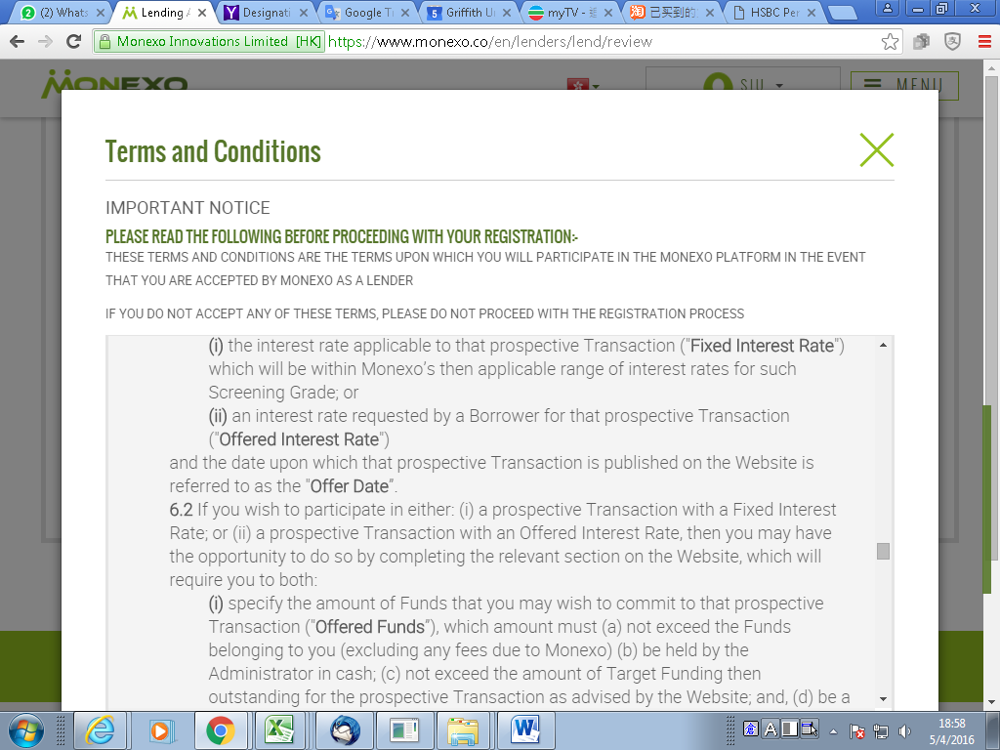 (2) Whats
Lending
Designati
Google T
Griffith U
myTV -
已买到的
HSBC Per
Monexo Innovations Limited [HK] https://www.monexo.co/en/lenders/lend/review
MONEXO
SUI
MENU
Terms and Conditions
IMPORTANT NOTICE
PLEASE READ THE FOLLOWING BEFORE PROCEEDING WITH YOUR REGISTRATION:-
THESE TERMS AND CONDITIONS ARE THE TERMS UPON WHICH YOU WILL PARTICIPATE IN THE MONEXO PLATFORM IN THE EVENT
THAT YOU ARE ACCEPTED BY MONEXO AS A LENDER
IF YOU DO NOT ACCEPT ANY OF THESE TERMS, PLEASE DO NOT PROCEED WITH THE REGISTRATION PROCESS
(i) the interest rate applicable to that prospective Transaction ("Fixed Interest Rate")
which will be within Monexo's then applicable range of interest rates for such
Screening Grade; or
(ii) an interest rate requested by a Borrower for that prospective Transaction
("Offered Interest Rate")
and the date upon which that prospective Transaction is published on the Website is
referred to as the "Offer Date".
6.2 If you wish to participate in either: (i) a prospective Transaction with a Fixed Interest
Rate; or (ii) a prospective Transaction with an Offered Interest Rate, then you may have
the opportunity to do so by completing the relevant section on the Website, which will
require you to both:
(i) specify the amount of Funds that you may wish to commit to that prospective
Transaction ("Offered Funds"), which amount must (a) not exceed the Funds
belonging to you (excluding any fees due to Monexo) (b) be held by the
Administrator in cash; (c) not exceed the amount of Target Funding then
outstanding for the prospective Transaction as advised by the Website; and, (d) be a
18:58
5/4/2016